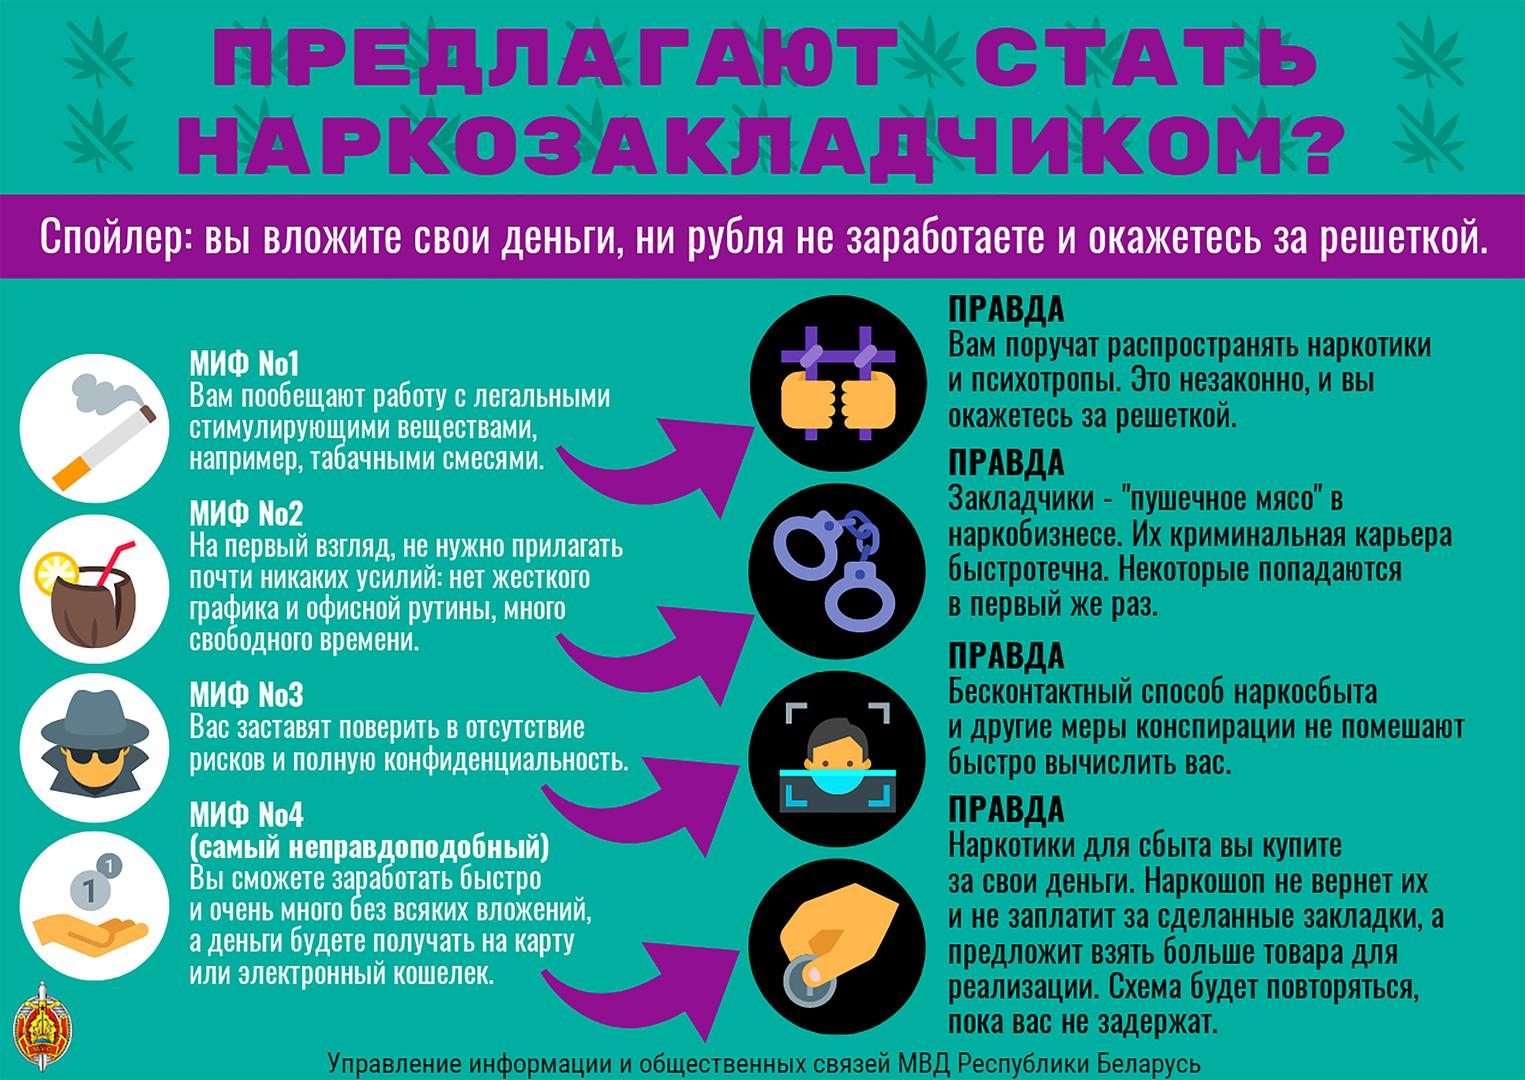 ПРЕДЛАГАЮТ СТАТЬ
НАРКОЗАКЛАДЧИКОМ?
Спойлер: вы вложите свои деньги, ни рубля не заработаете и окажетесь за решеткой.
МИФ №1
Вам пообещают работу с легальными
стимулирующими веществами,
например, табачными смесями.
ПРАВДА
Вам поручат распространять наркотики
и психотропы. Это незаконно, и вы
окажетесь за решеткой.
МИФ №2
На первый взгляд, не нужно прилагать
почти никаких усилий: нет жесткого
графика и офисной рутины, много
свободного времени.
ПРАВДА
Закладчики - "пушечное мясо" в
наркобизнесе. Их криминальная карьера
быстротечна. Некоторые попадаются
в первый же раз.
МИФ №3
Вас заставят поверить в отсутствие
рисков и полную конфиденциальность.
ПРАВДА
Бесконтактный способ наркосбыта
и другие меры конспирации не помешают
быстро вычислить вас.
1
1
МИФ №4
(самый неправдоподобный)
Вы сможете заработать быстро
и очень много без всяких вложений,
а деньги будете получать на карту
или электронный кошелек.
ПРАВДА
Наркотики для сбыта вы купите
за свои деньги. Наркошоп не вернет их
и не заплатит за сделанные закладки, а
предложит взять больше товара для
реализации. Схема будет повторяться,
пока вас не задержат.
Управление информации и общественных связей МВД Республики Беларусь